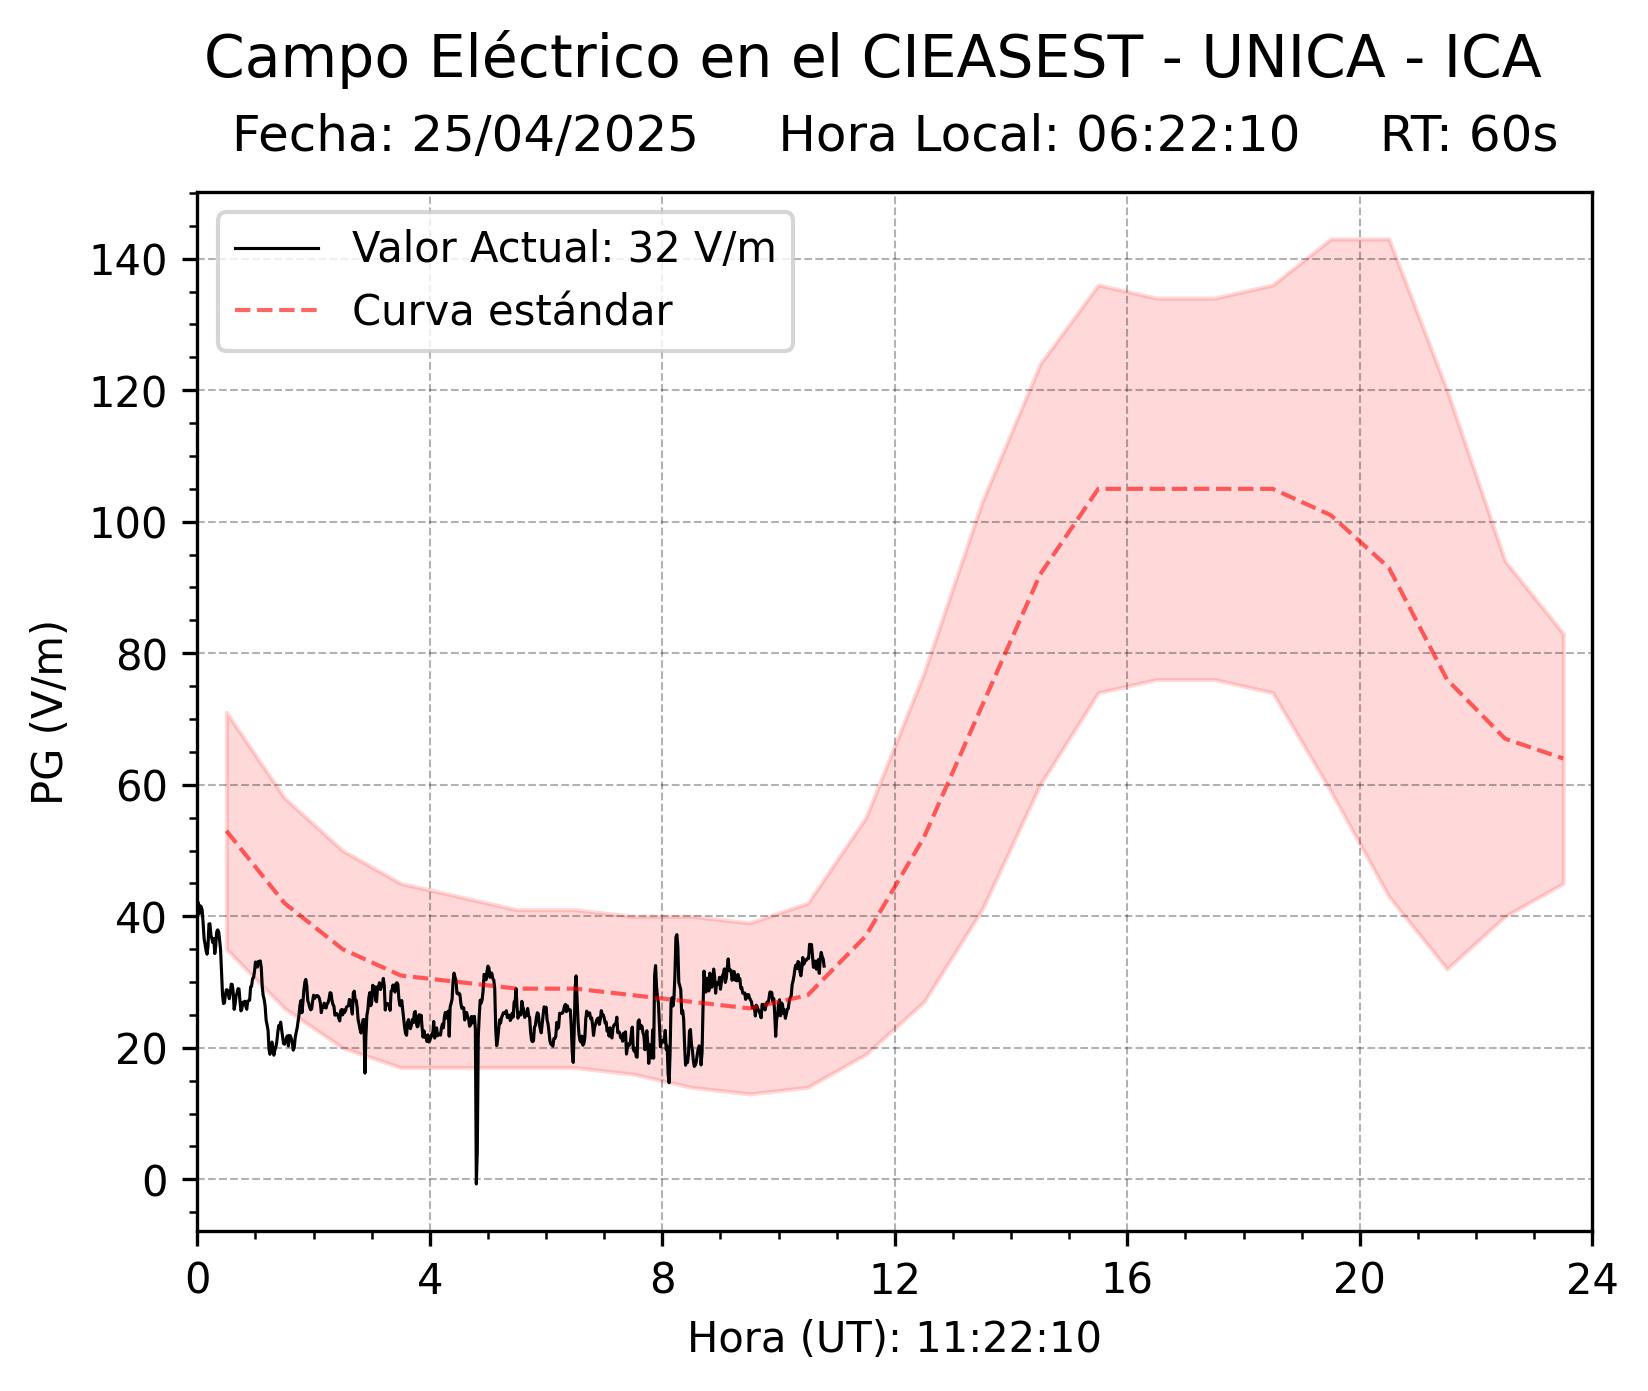 Campo Eléctrico en el CIEASEST - UNICA - ICA
Fecha: 25/04/2025 Hora Local: 06:22:10 RT: 60s
Valor Actual: 32 V/m
Curva estándar
140
120
100
80
60
40
20
0
PG (V/m)
0 4 8 12 16 20 24
Hora (UT): 11:22:10